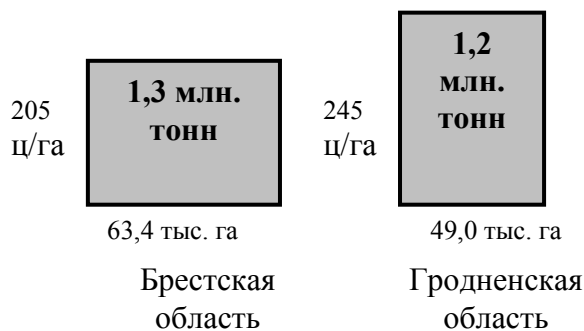 1,3 млн.
тонн
205
ц/га
63,4 тыс. га
Брестская
область
1,2
млн.
тонн
245
ц/га
49,0 тыс. га
Гродненская
область